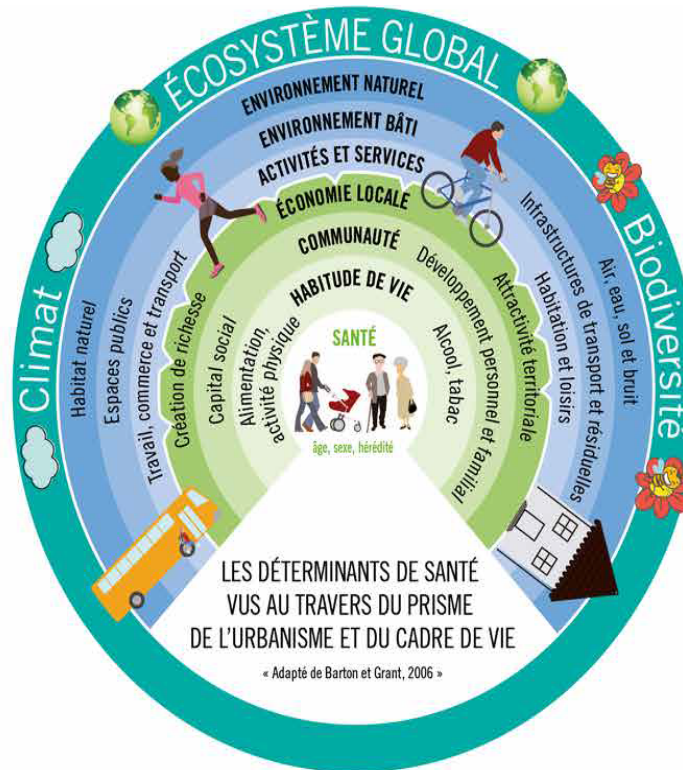 ÉCOSYSTÈME GLOBAL
Climat
Biodiversité
ENVIRONNEMENT NATUREL
Habitat naturel
Air, eau, sol et bruit
ENVIRONNEMENT BÂTI
Espaces publics
Infrastructures de transport et résiduelles
ACTIVITÉS ET SERVICES
Travail, commerce et transport
Habitation et loisirs
ÉCONOMIE LOCALE
Création de richesse
Attractivité territoriale
COMMUNAUTÉ
Capital social
Développement personnel et familial
HABITUDE DE VIE
Alimentation,
activité physique
Alcool, tabac
SANTÉ
âge, sexe, hérédité
LES DÉTERMINANTS DE SANTÉ
VUS AU TRAVERS DU PRISME
DE L'URBANISME ET DU CADRE DE VIE
« Adapté de Barton et Grant, 2006 »